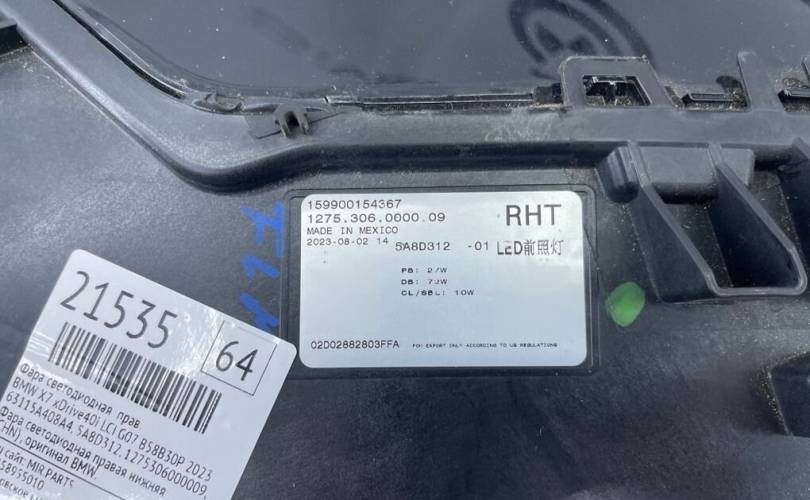 159900154367
1275.306.0000.09
MADE IN MEXICO
2023-08-02 14
RHT
5A8D312 -01 LED前照灯
DB: 72W
CL/SBL: 10W
02D02882803FFA
FOR EXPORT ONLY ACCORDING TO US REGULATIONS
21535
64
Фара светодиодная прав
BMW X7 xDrive40i LCI G07 B58B30P 2023
63115A408A4, 5A8D312, 1275306000009,
Фара светодиодная правая нижняя
CHN), оригинал BMW.
сайт: MIR.PARTS
58955010